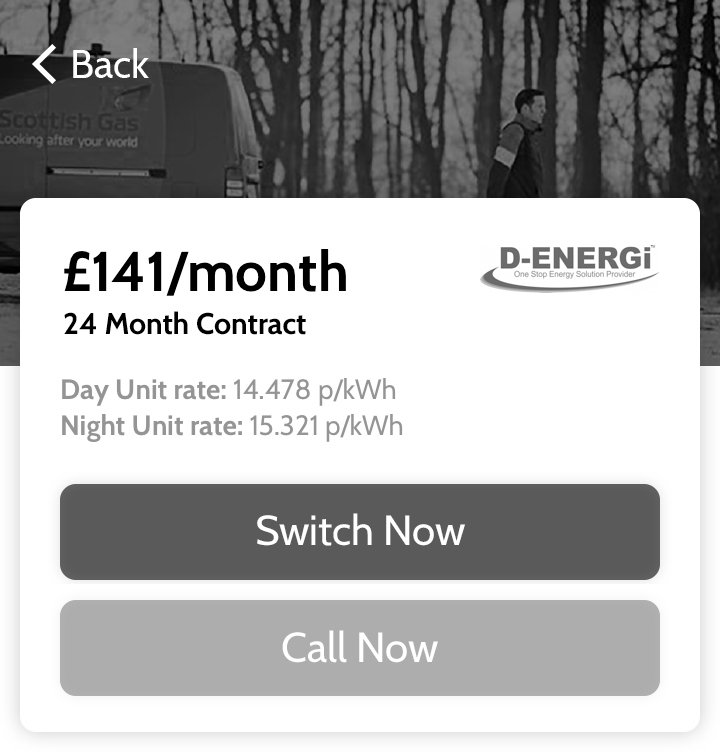 Back
Scottish Gas
Looking after your world
£141/month
D-ENERGi™
One Stop Energy Solution Provider
24 Month Contract
Day Unit rate: 14.478 p/kWh
Night Unit rate: 15.321 p/kWh
Switch Now
Call Now